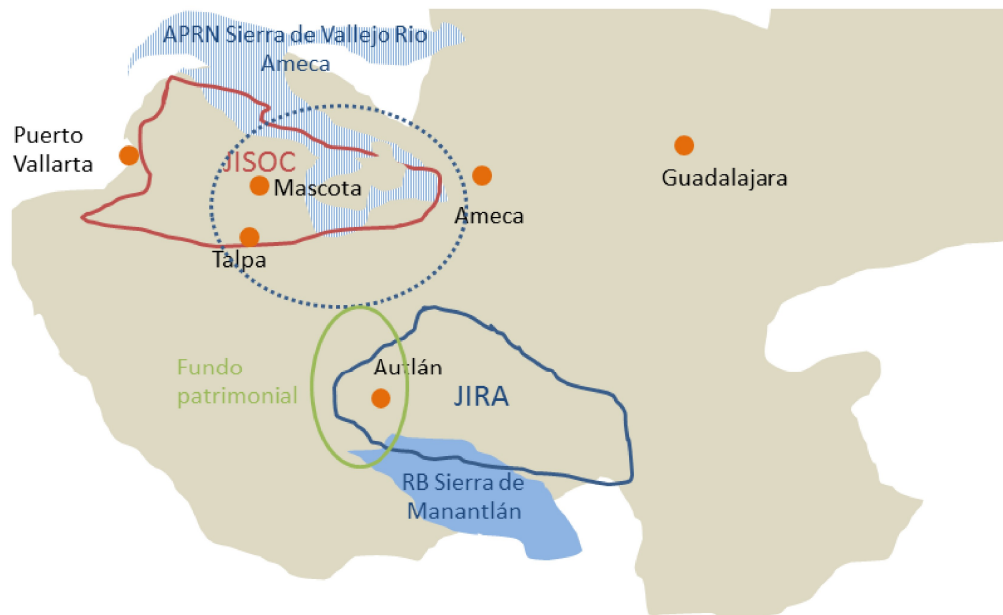 APRN Sierra de Vallejo Rio
Ameca
Puerto
Vallarta
JISOC
Mascota
Guadalajara
Ameca
Talpa
Fundo
patrimonial
Autlán
JIRA
RB Sierra de
Manantlán